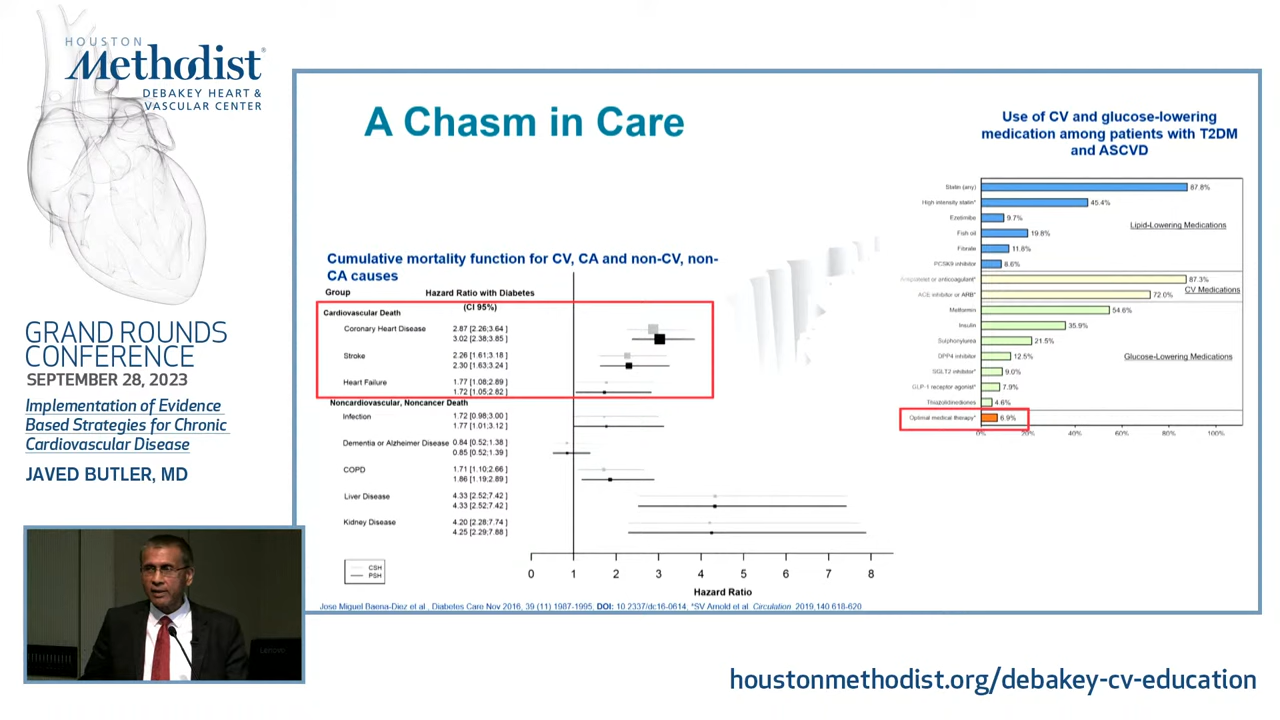 HOUSTON
Methodist
DEBAKEY HEART &
VASCULAR CENTER
GRAND ROUNDS
CONFERENCE
SEPTEMBER 28, 2023
Implementation of Evidence
Based Strategies for Chronic
Cardiovascular Disease
JAVED BUTLER, MD
A Chasm in Care
Cumulative mortality function for CV, CA and non-CV, non-
CA causes
Group Hazard Ratio with Diabetes
(CI 95%)
Cardiovascular Death
Coronary Heart Disease 2.87 [2.26;3.64 ]
3.02 [2.38;3.85 ]
Stroke 2.26 [1.61;3.18 ]
2.30 [1.63;3.24 ]
Heart Failure 1.77 [1.08;2.89 ]
1.72 [1.05;2.82 ]
Noncardiovascular, Noncancer Death
Infection 1.72 [0.98;3.00 ]
1.77 [1.01;3.12 ]
Dementia or Alzheimer Disease 0.84 [0.52;1.38 ]
0.85 [0.52;1.39 ]
COPD 1.71 [1.10;2.66 ]
1.86 [1.19;2.89 ]
Liver Disease 4.33 [2.52;7.42 ]
4.33 [2.52;7.42 ]
Kidney Disease 4.20 [2.28;7.74 ]
4.25 [2.29;7.88 ]
CSH
PSH
0 1 2 3 4 5 6 7 8
Hazard Ratio
Jose Miguel Baena-Diez et al., Diabetes Care Nov 2016, 39 (11) 1987-1995, DOI: 10.2337/dc16-0614, *SV Arnold et al. Circulation. 2019;140:618-620.
Use of CV and glucose-lowering
medication among patients with T2DM
and ASCVD
Statin (any) 87.8%
High intensity statin* 45.4%
Ezetimibe 9.7%
Fish oil 19.8%
Fibrate 11.8%
PCSK9 inhibitor 8.6%
Lipid-Lowering Medications
or anticoagulant* 87.3%
ACE inhibitor or ARB* 72.0%
CV Medications
Metformin 54.6%
Insulin 35.9%
Sulphonylurea 21.5%
DPP4 inhibitor 12.5%
SGLT2 inhibitor* 9.0%
GLP-1 receptor agonist* 7.9%
Thiazolidinediones 4.6%
Glucose-Lowering Medications
Optimal medical therapy* 6.9%
0% 20% 40% 60% 80% 100%
LENOVO
houstonmethodist.org/debakey-cv-education